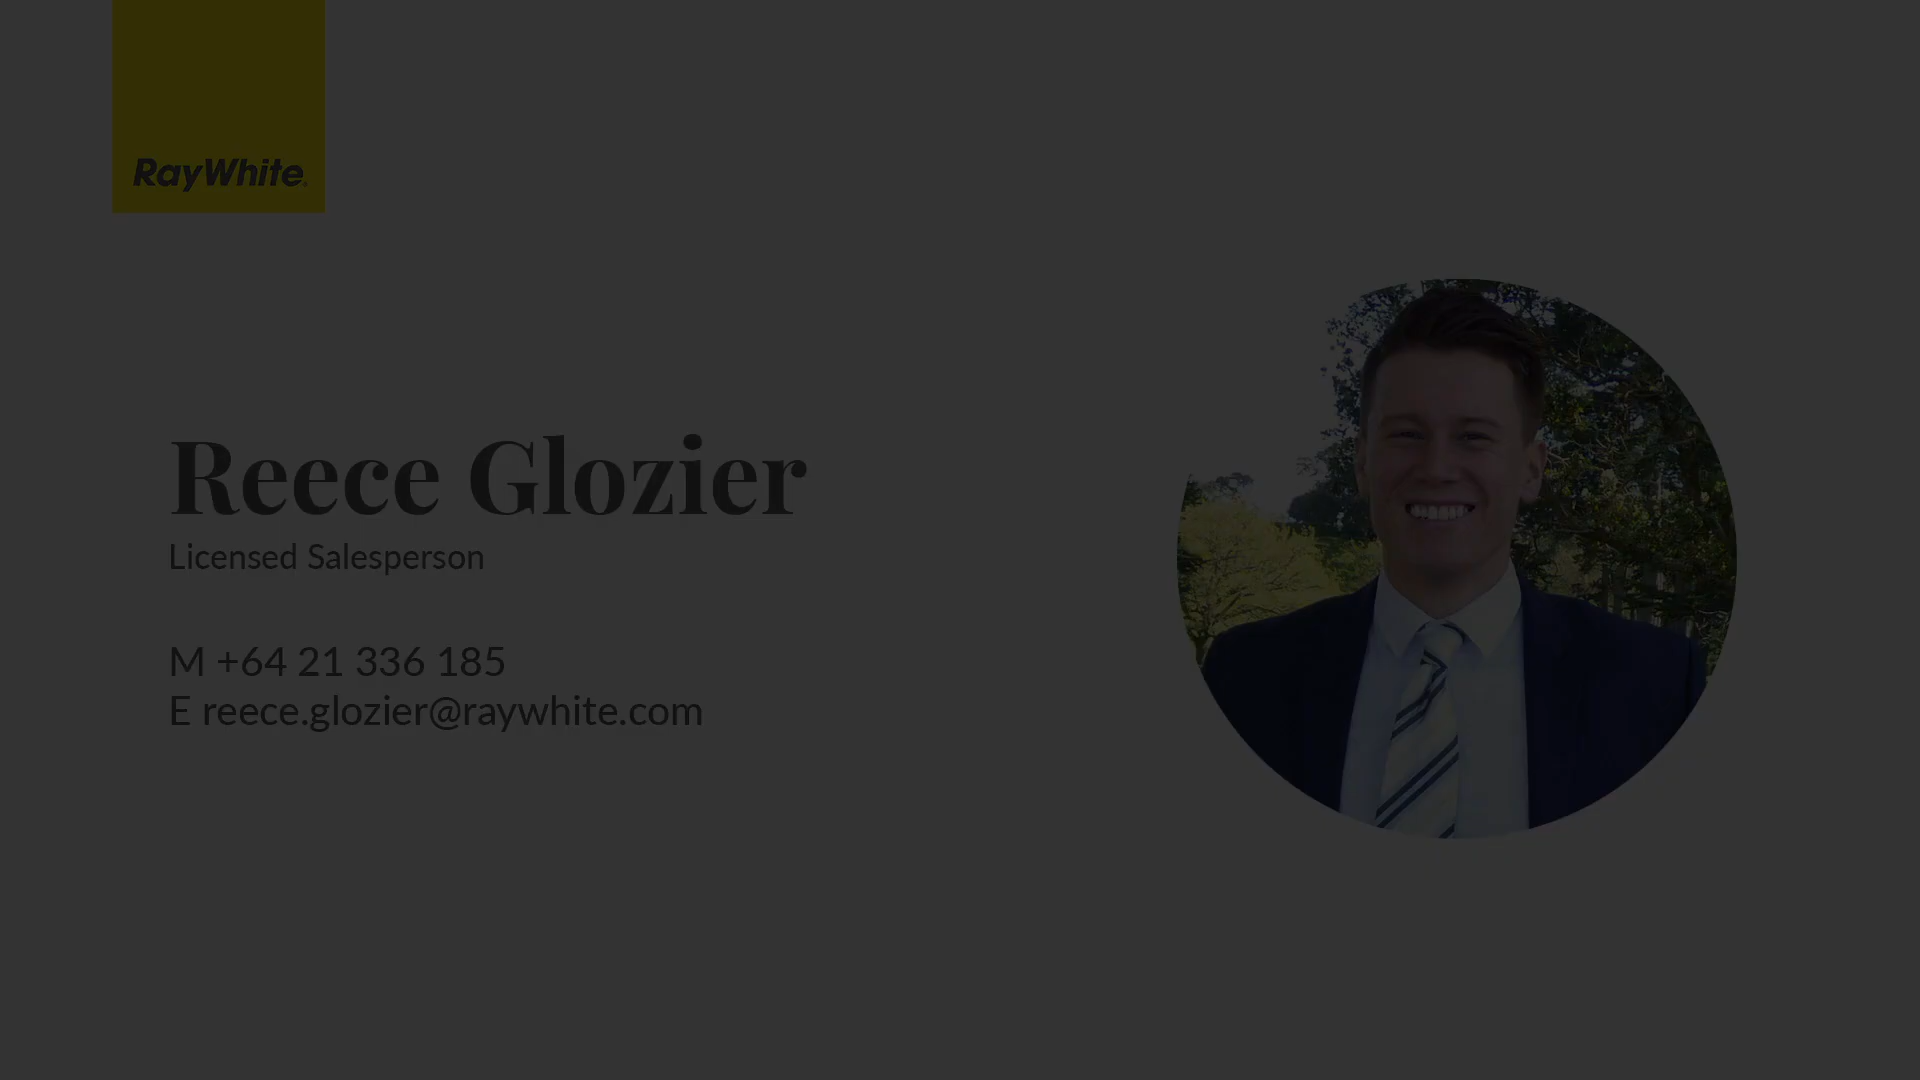 RayWhite.
Reece Glozier
Licensed Salesperson
M +64 21 336 185
E reece.glozier@raywhite.com